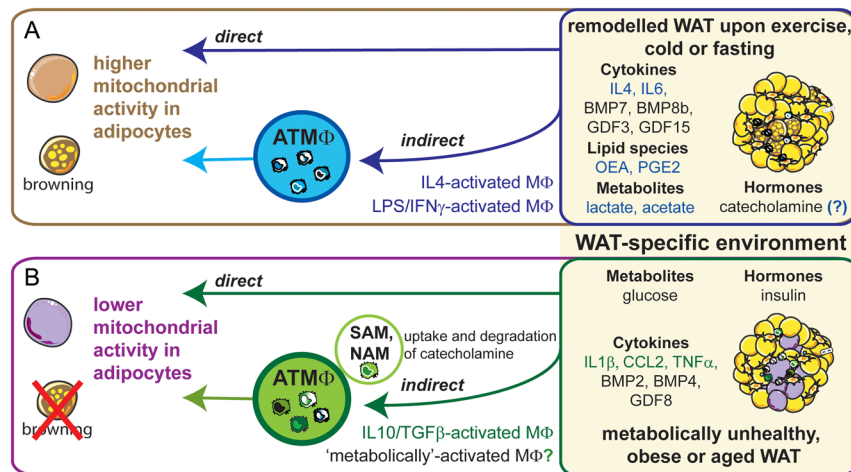 A
direct
higher
mitochondrial
activity in
adipocytes
browning
ATMΦ
indirect
IL4-activated MΦ
LPS/IFNγ-activated MΦ
remodelled WAT upon exercise,
cold or fasting
Cytokines
IL4, IL6,
BMP7, BMP8b,
GDF3, GDF15
Lipid species
OEA, PGE2
Metabolites
lactate, acetate
Hormones
catecholamine (?)
WAT-specific environment
B
direct
lower
mitochondrial
activity in
adipocytes
browning
SAM,
NAM
uptake and degradation
of catecholamine
ATMΦ
indirect
IL10/TGFβ-activated MΦ
‘metabolically’-activated MΦ?
Metabolites
glucose
Hormones
insulin
Cytokines
IL1β, CCL2, TNFα,
BMP2, BMP4,
GDF8
metabolically unhealthy,
obese or aged WAT